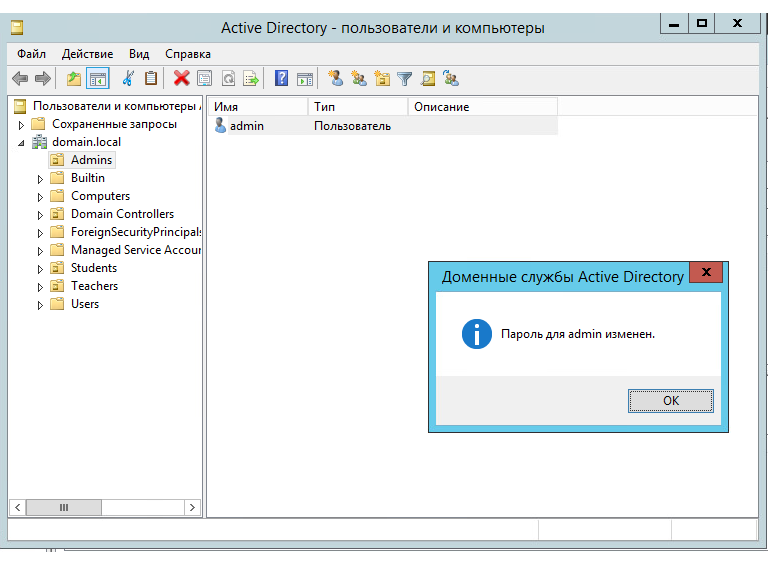 Active Directory - пользователи и компьютеры
Файл Действие Вид Справка
Пользователи и компьютеры
Сохраненные запросы
domain.local
Admins
Builtin
Computers
Domain Controllers
ForeignSecurityPrincipals
Managed Service Accour
Students
Teachers
Users
Имя Тип Описание
admin Пользователь
Доменные службы Active Directory
Пароль для admin изменен.
OK